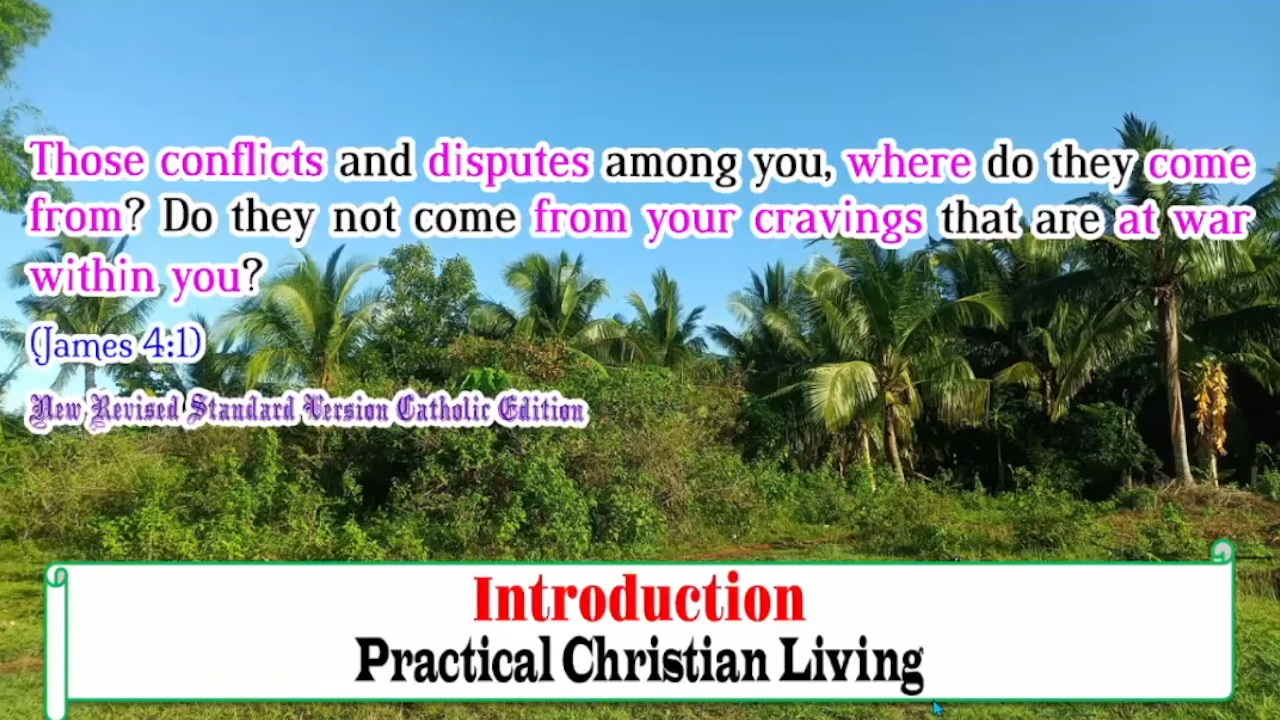 Those conflicts and disputes among you, where do they come
from? Do they not come from your cravings that are at war
within you?
(James 4:1)
New Revised Standard Version Catholic Edition
Introduction
Practical Christian Living